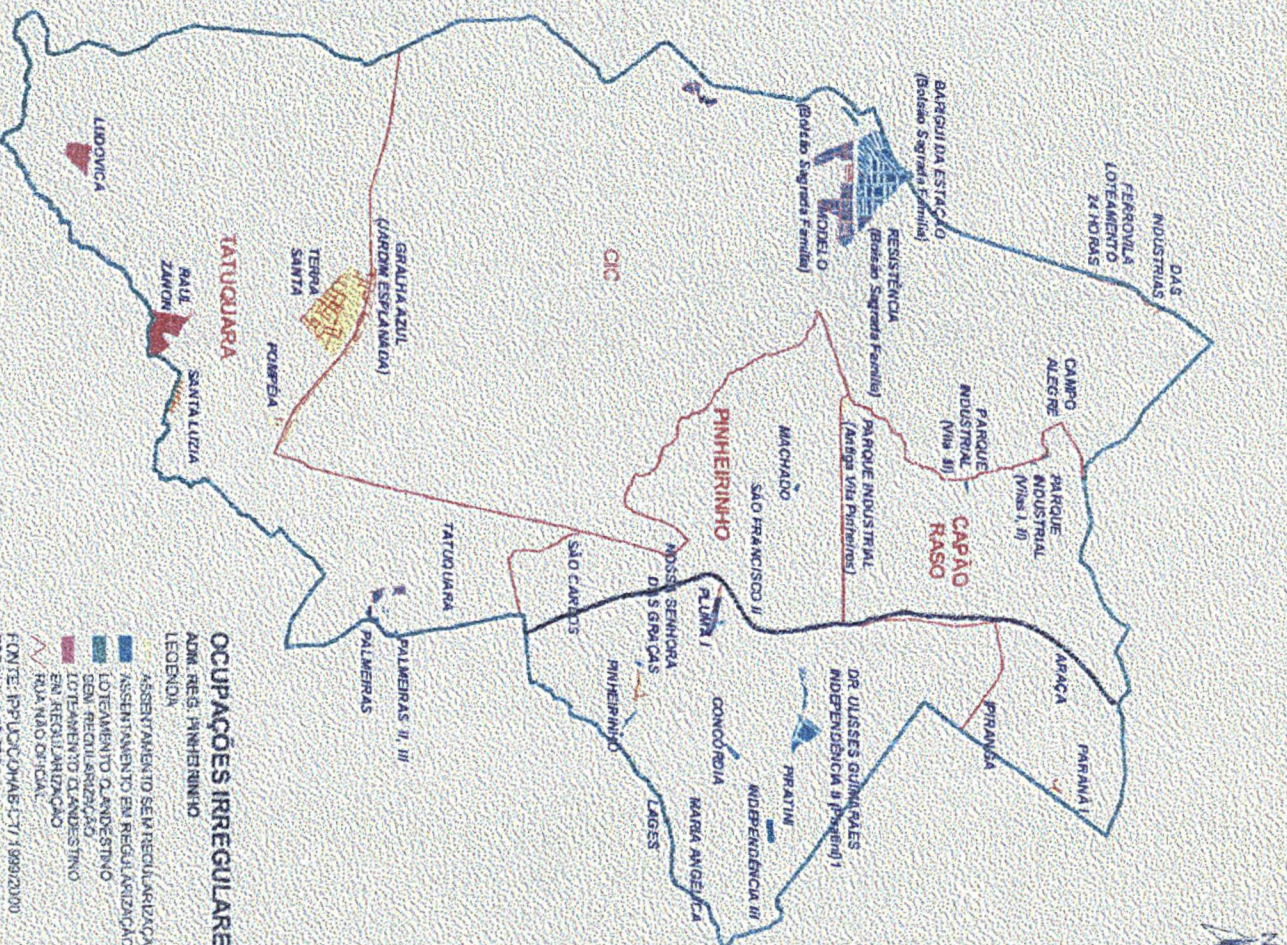 DAS
INDUSTRIAS
FERROVILA
LOTEAMENTO
24 HORAS
BARIGUI DA ESTAÇÃO
(Bolsão Sagrada Família)
RESISTÊNCIA
(Bolsão Sagrada Família)
MODELO
(Bolsão Sagrada Família)
CAMPO
ALEGRE
PARQUE
INDUSTRIAL
(Vilas I, II)
PARQUE
INDUSTRIAL
(Vila III)
CAPÃO
RASO
PARQUE INDUSTRIAL
(Antiga Vila Pinheiros)
MACHADO
SÃO FRANCISCO II
PINHEIRINHO
CIC
ARAÇA
PARANÁ I
PIRANGA
DR ULISSES GUIMARÃES
INDEPENDÊNCIA II
PIRATINI
INDEPENDÊNCIA III
CONCÓRDIA
MARIA ANGÉLICA
LAGES
PLUMA I
NOSSA SENHORA
DAS GRAÇAS
PINHEIRINHO
SÃO CARLOS
TATUQUARA
PALMEIRAS II, III
PALMEIRAS
GRALHA AZUL
(JARDIM ESPLANADA)
TERRA
SANTA
POMPÉIA
TATUQUARA
LUDOVICA
RAUL
ZANON
SANTA LUZIA
OCUPAÇÕES IRREGULARE
ADM. REG. PINHEIRINHO
LEGENDA
ASSENTAMENTO SEM REGULARIZAÇÃ
ASSENTAMENTO EM REGULARIZAÇÃO
LOTEAMENTO CLANDESTINO
SEM REGULARIZAÇÃO
LOTEAMENTO CLANDESTINO
EM REGULARIZAÇÃO
RUA NÃO OFICIAL
FONTE: IPPUC/COHAB-CT/ 1999/2000
N